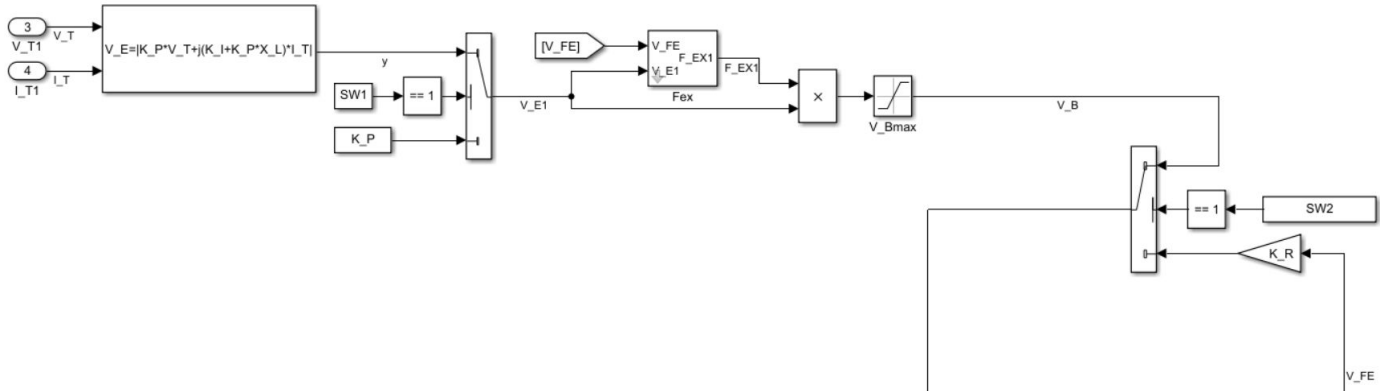 3
V_T1
V_T
4
I_T1
I_T
V_E=|K_P*V_T+j(K_I+K_P*X_L)*I_T|
y
SW1
== 1
K_P
V_E1
[V_FE]
V_FE
F_EX1
V_E1
Fex
F_EX1
×
V_Bmax
V_B
== 1
SW2
K_R
V_FE